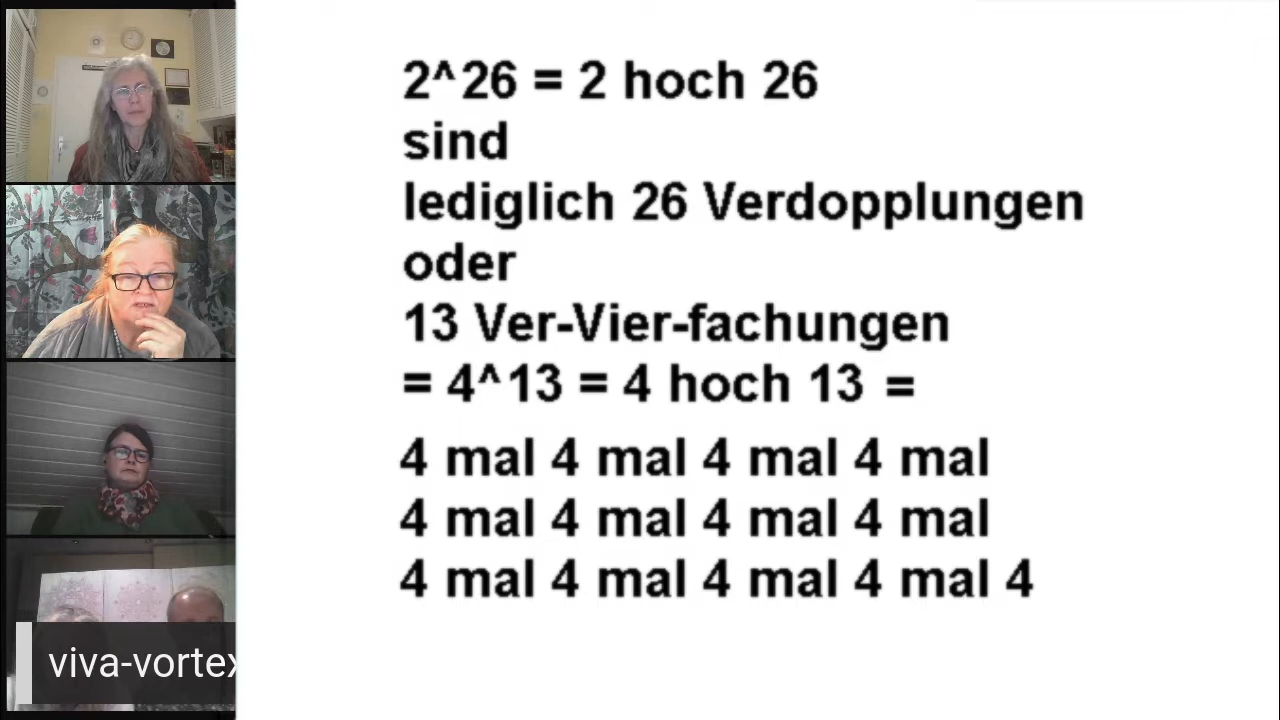 2^26 = 2 hoch 26
sind
lediglich 26 Verdopplungen
oder
13 Ver-Vier-fachungen
= 4^13 = 4 hoch 13 =
4 mal 4 mal 4 mal 4 mal
4 mal 4 mal 4 mal 4 mal
4 mal 4 mal 4 mal 4 mal 4
viva-vortex